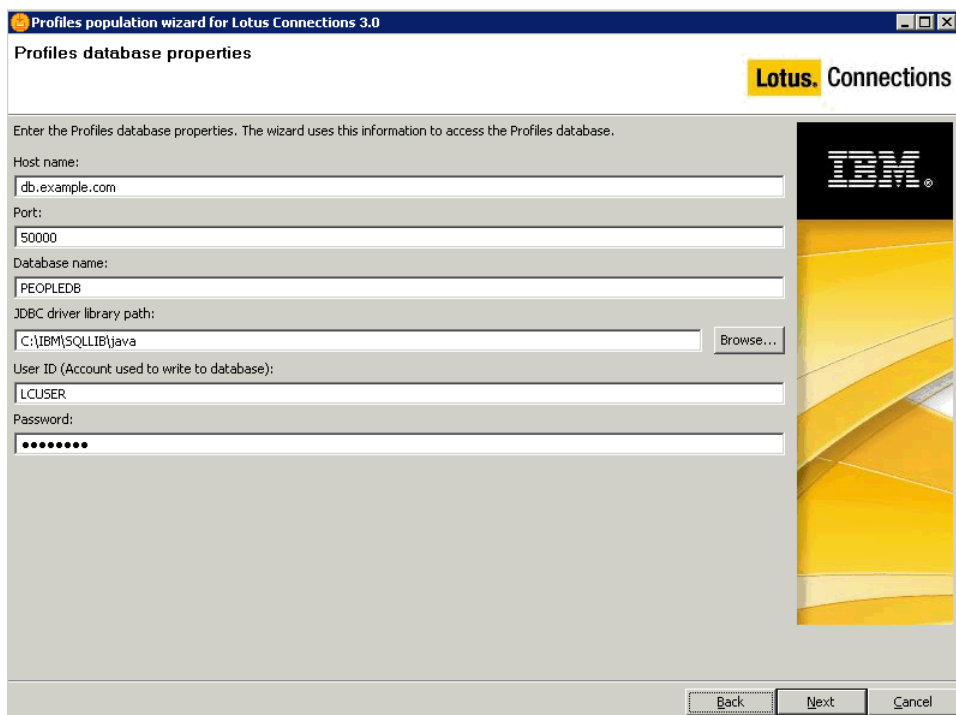 Profiles population wizard for Lotus Connections 3.0
Profiles database properties
Lotus. Connections
Enter the Profiles database properties. The wizard uses this information to access the Profiles database.
IBM®
Host name:
db.example.com
Port:
50000
Database name:
PEOPLEDB
JDBC driver library path:
C:\IBM\SQLLIB\java
Browse...
User ID (Account used to write to database):
LCUSER
Password:
●●●●●●●●
Back
Next
Cancel